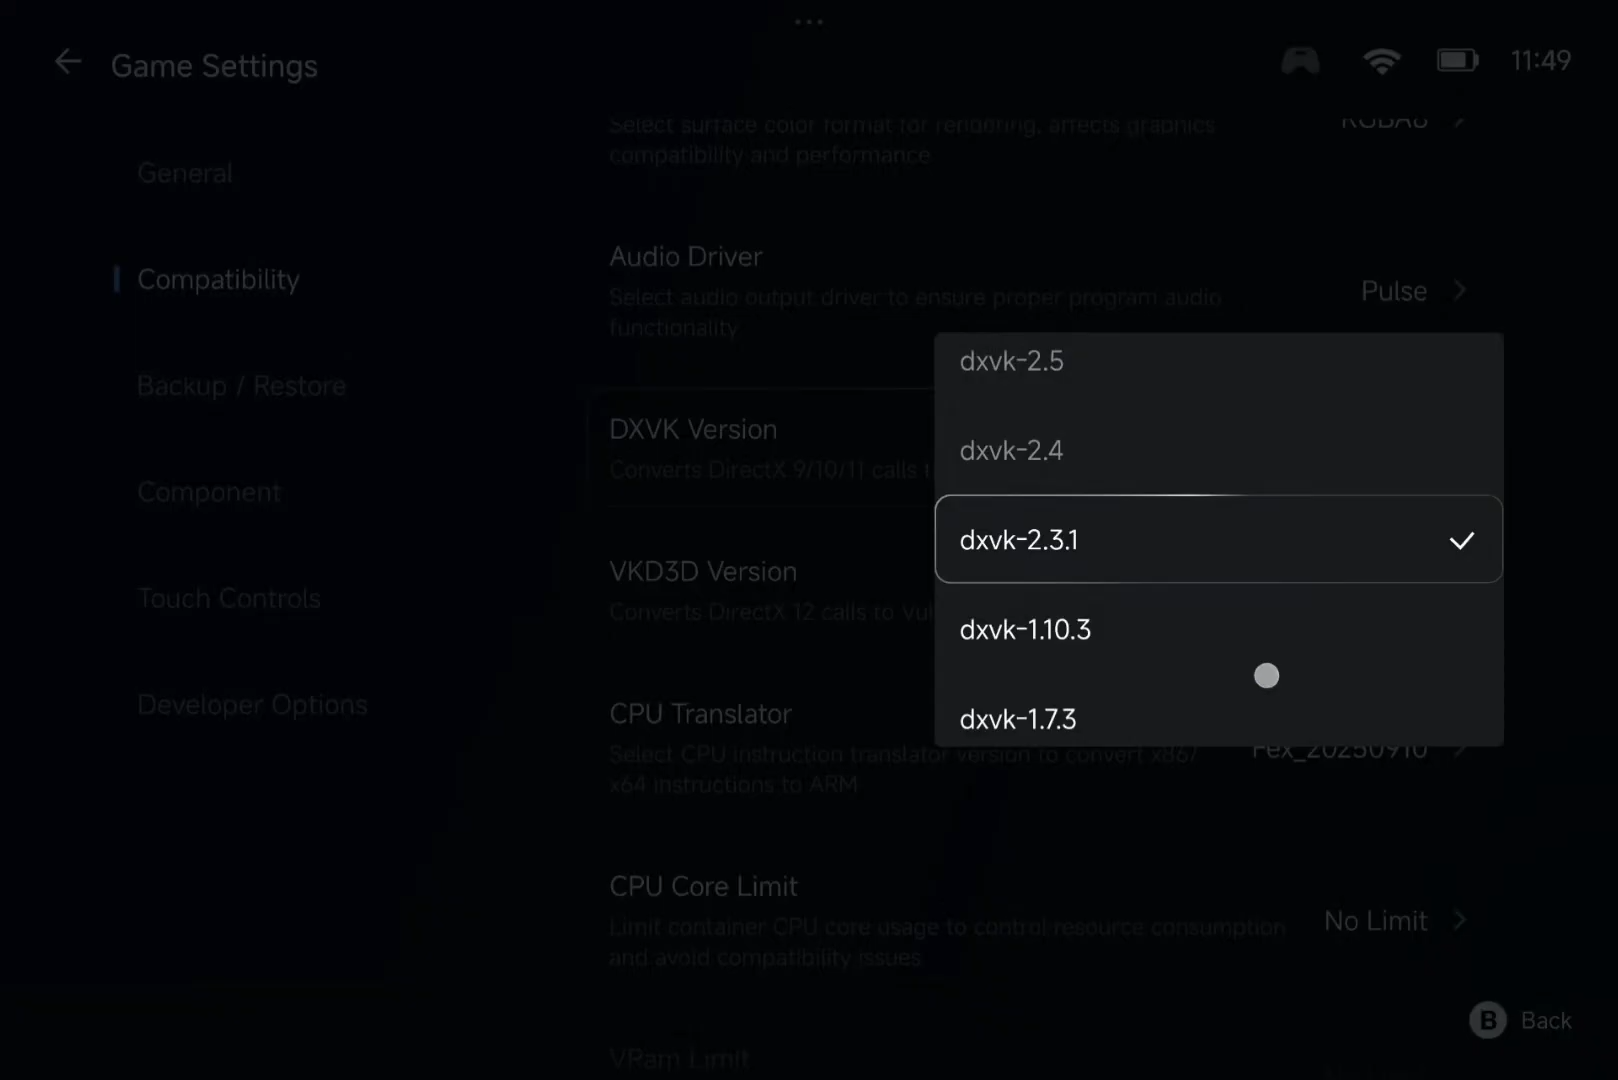 Game Settings
11:49
General
Compatibility
Backup / Restore
Component
Touch Controls
Developer Options
Select surface color format for rendering, affects graphics
compatibility and performance
RGBA8
Audio Driver
Select audio output driver to ensure proper program audio
functionality
Pulse
DXVK Version
Converts DirectX 9/10/11 calls
dxvk-2.5
dxvk-2.4
dxvk-2.3.1
dxvk-1.10.3
dxvk-1.7.3
VKD3D Version
Converts DirectX 12 calls to Vul
CPU Translator
Select CPU instruction translator version to convert x86/
x64 instructions to ARM
Fex_20250910
CPU Core Limit
Limit container CPU core usage to control resource consumption
and avoid compatibility issues
No Limit
VRam Limit
B Back